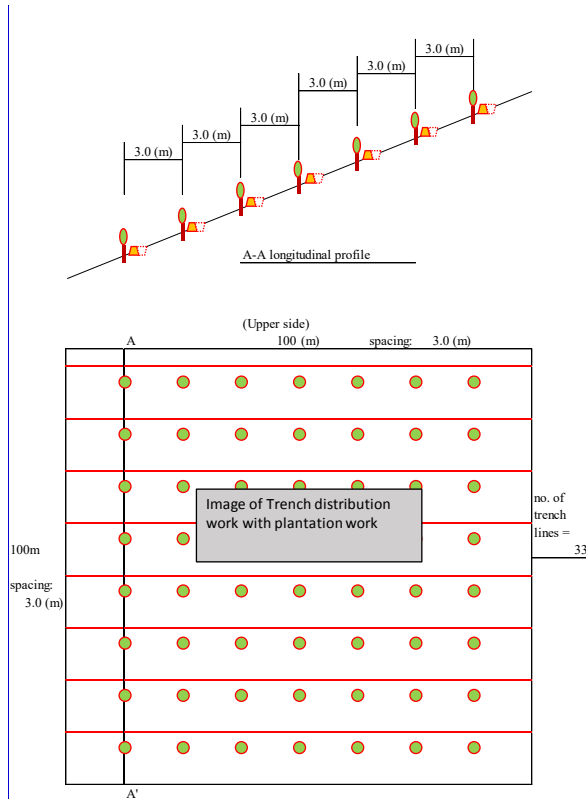 3.0 (m)
3.0 (m)
3.0 (m)
3.0 (m)
3.0 (m)
3.0 (m)
A-A longitudinal profile
(Upper side)
A 100 (m) spacing: 3.0 (m)
Image of Trench distribution
work with plantation work
no. of
trench
lines =
33
100m
spacing:
3.0 (m)
A'